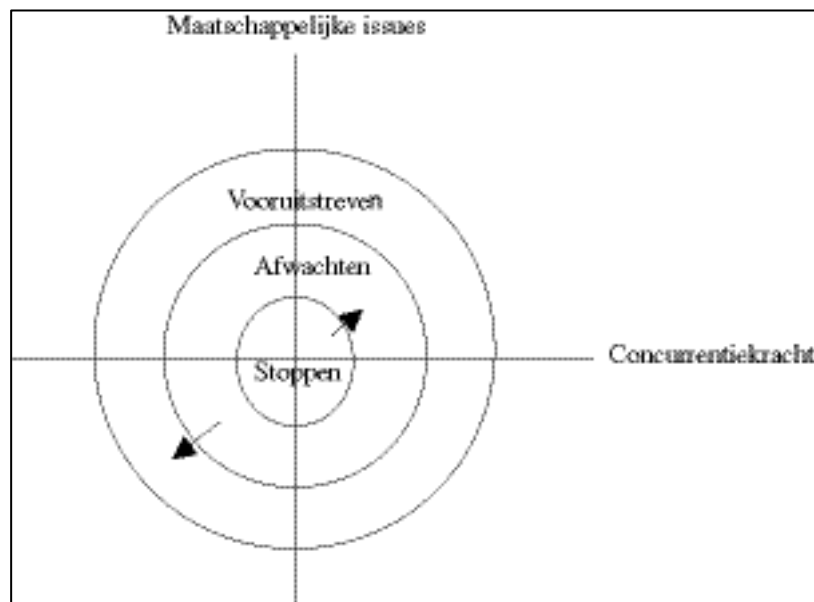 Maatschappelijke issues
Vooruitstreven
Afwachten
Stoppen
Concurrentiekracht